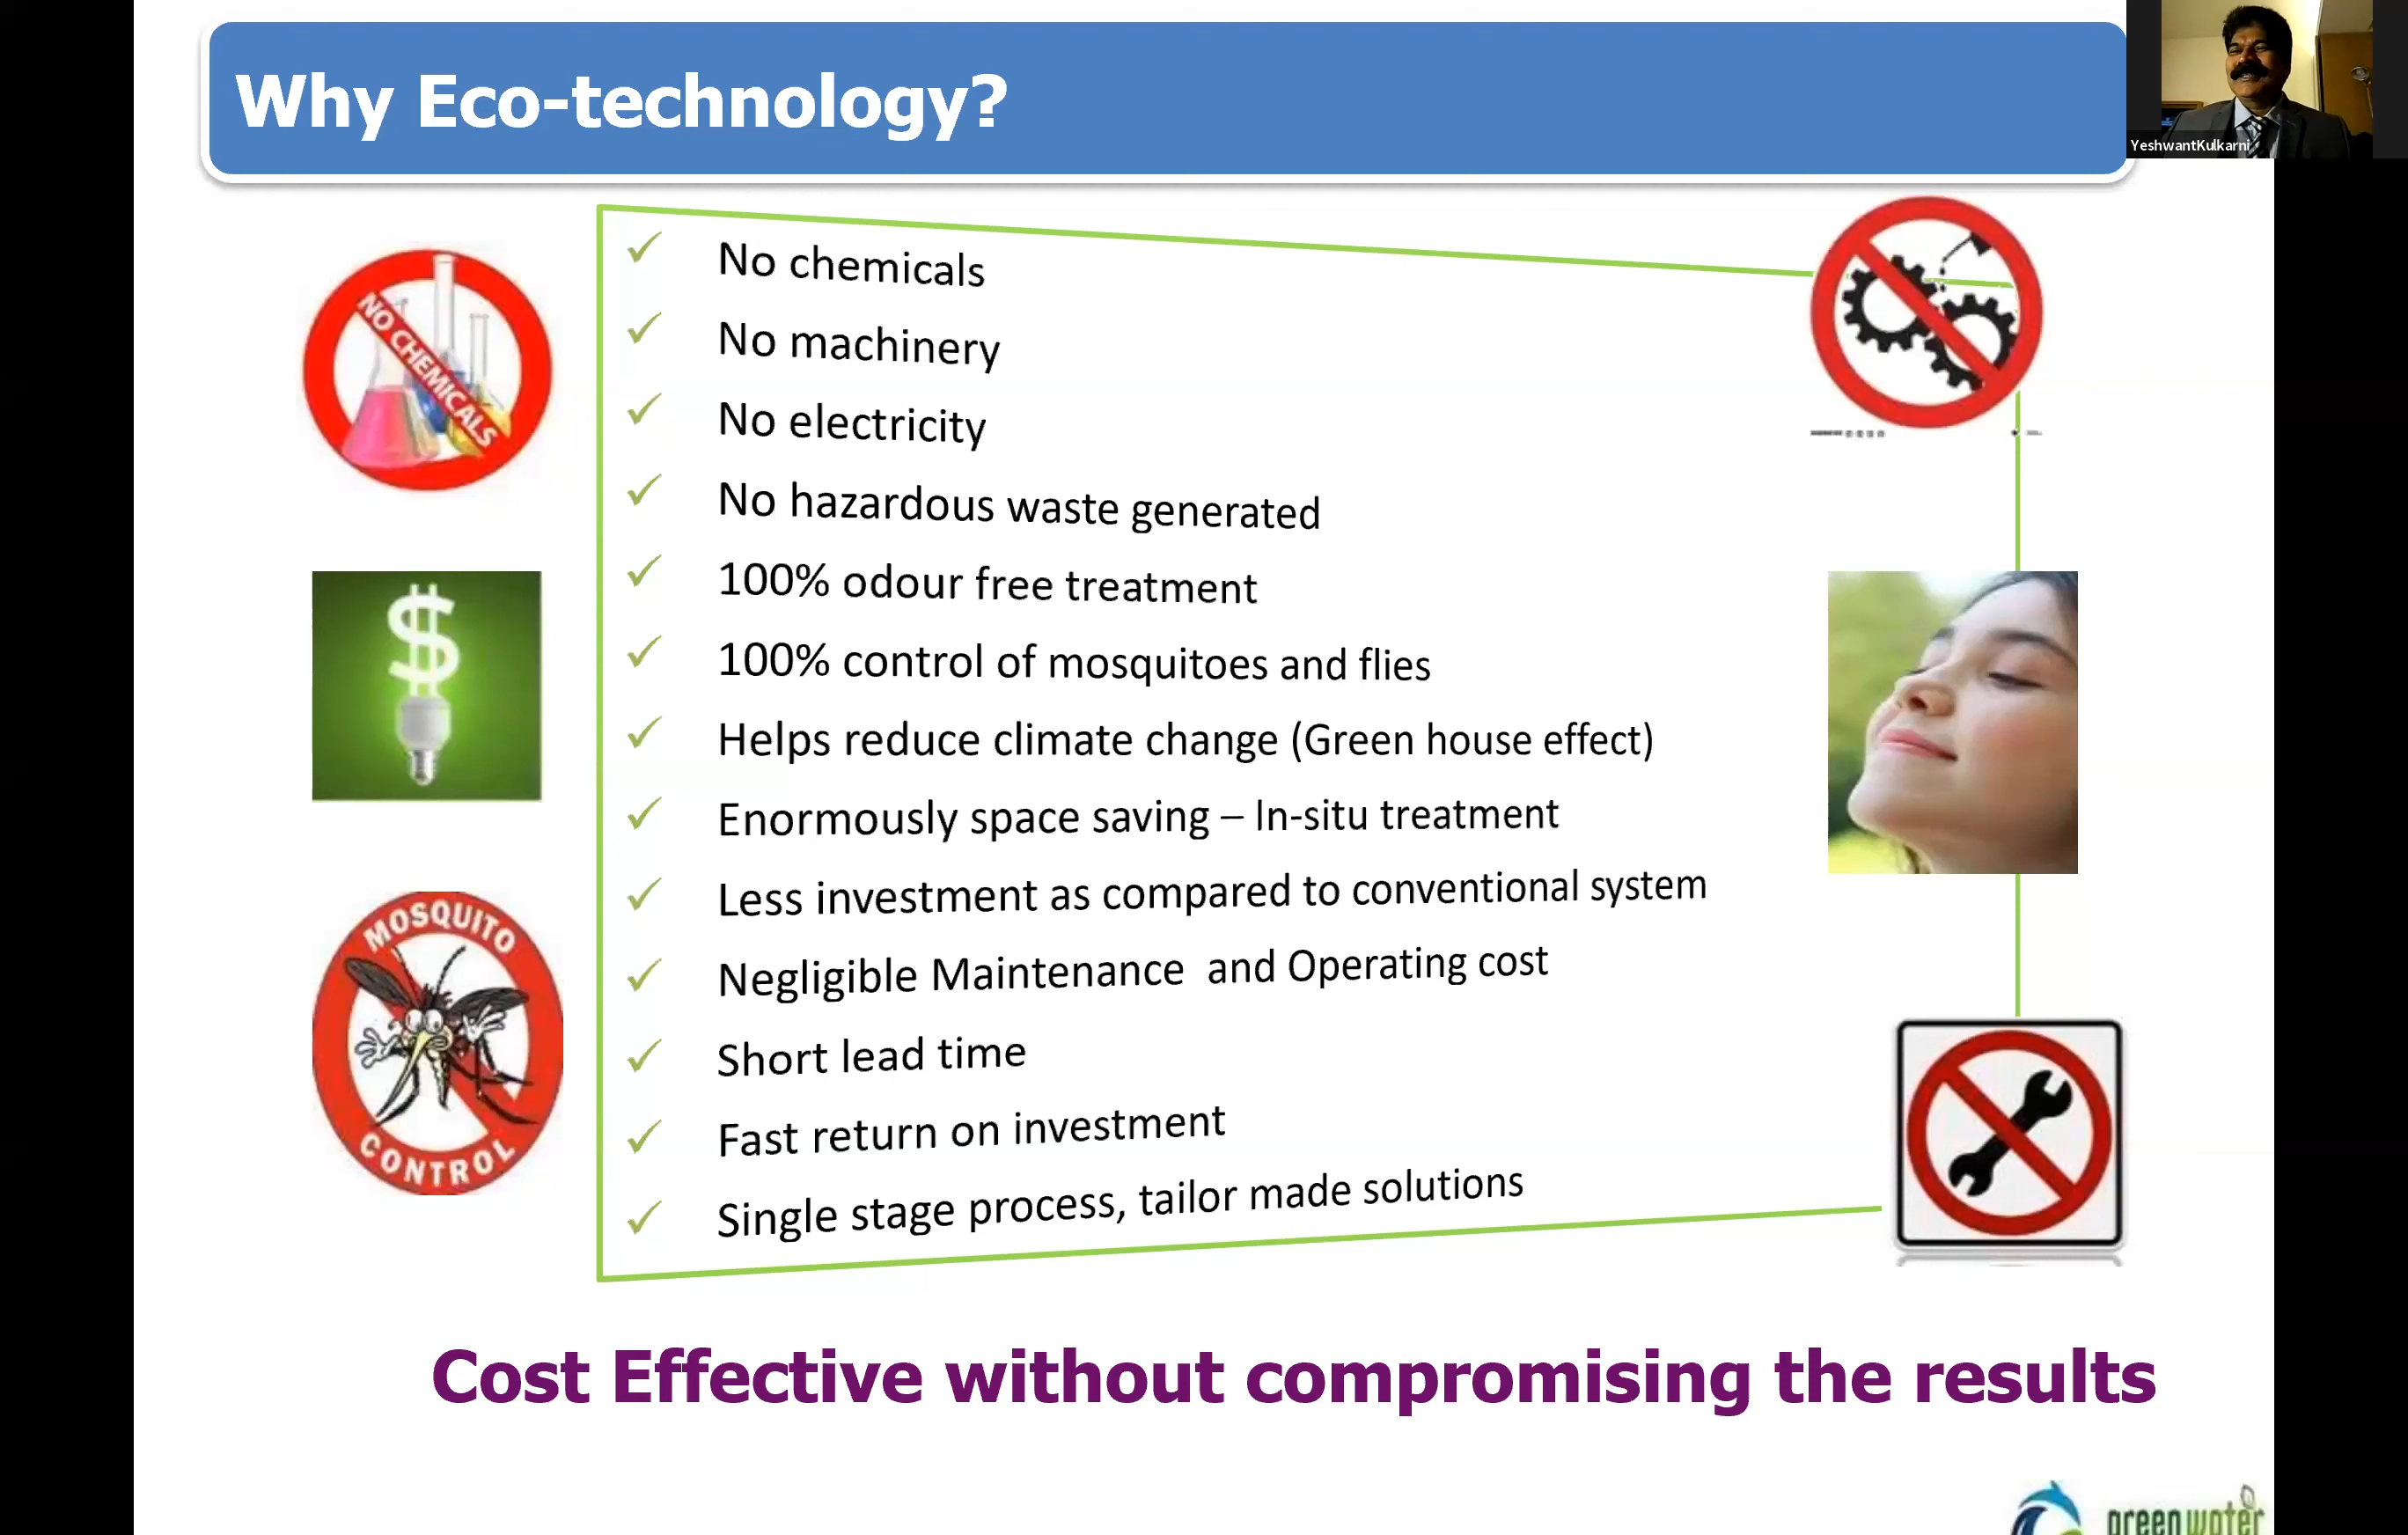 Why Eco-technology?
YeshwantKulkarni
NO CHEMICALS
No chemicals
No machinery
No electricity
No hazardous waste generated
100% odour free treatment
100% control of mosquitoes and flies
Helps reduce climate change (Green house effect)
Enormously space saving – In-situ treatment
Less investment as compared to conventional system
Negligible Maintenance and Operating cost
Short lead time
Fast return on investment
Single stage process, tailor made solutions
$
MOSQUITO
CONTROL
Cost Effective without compromising the results
greenwater